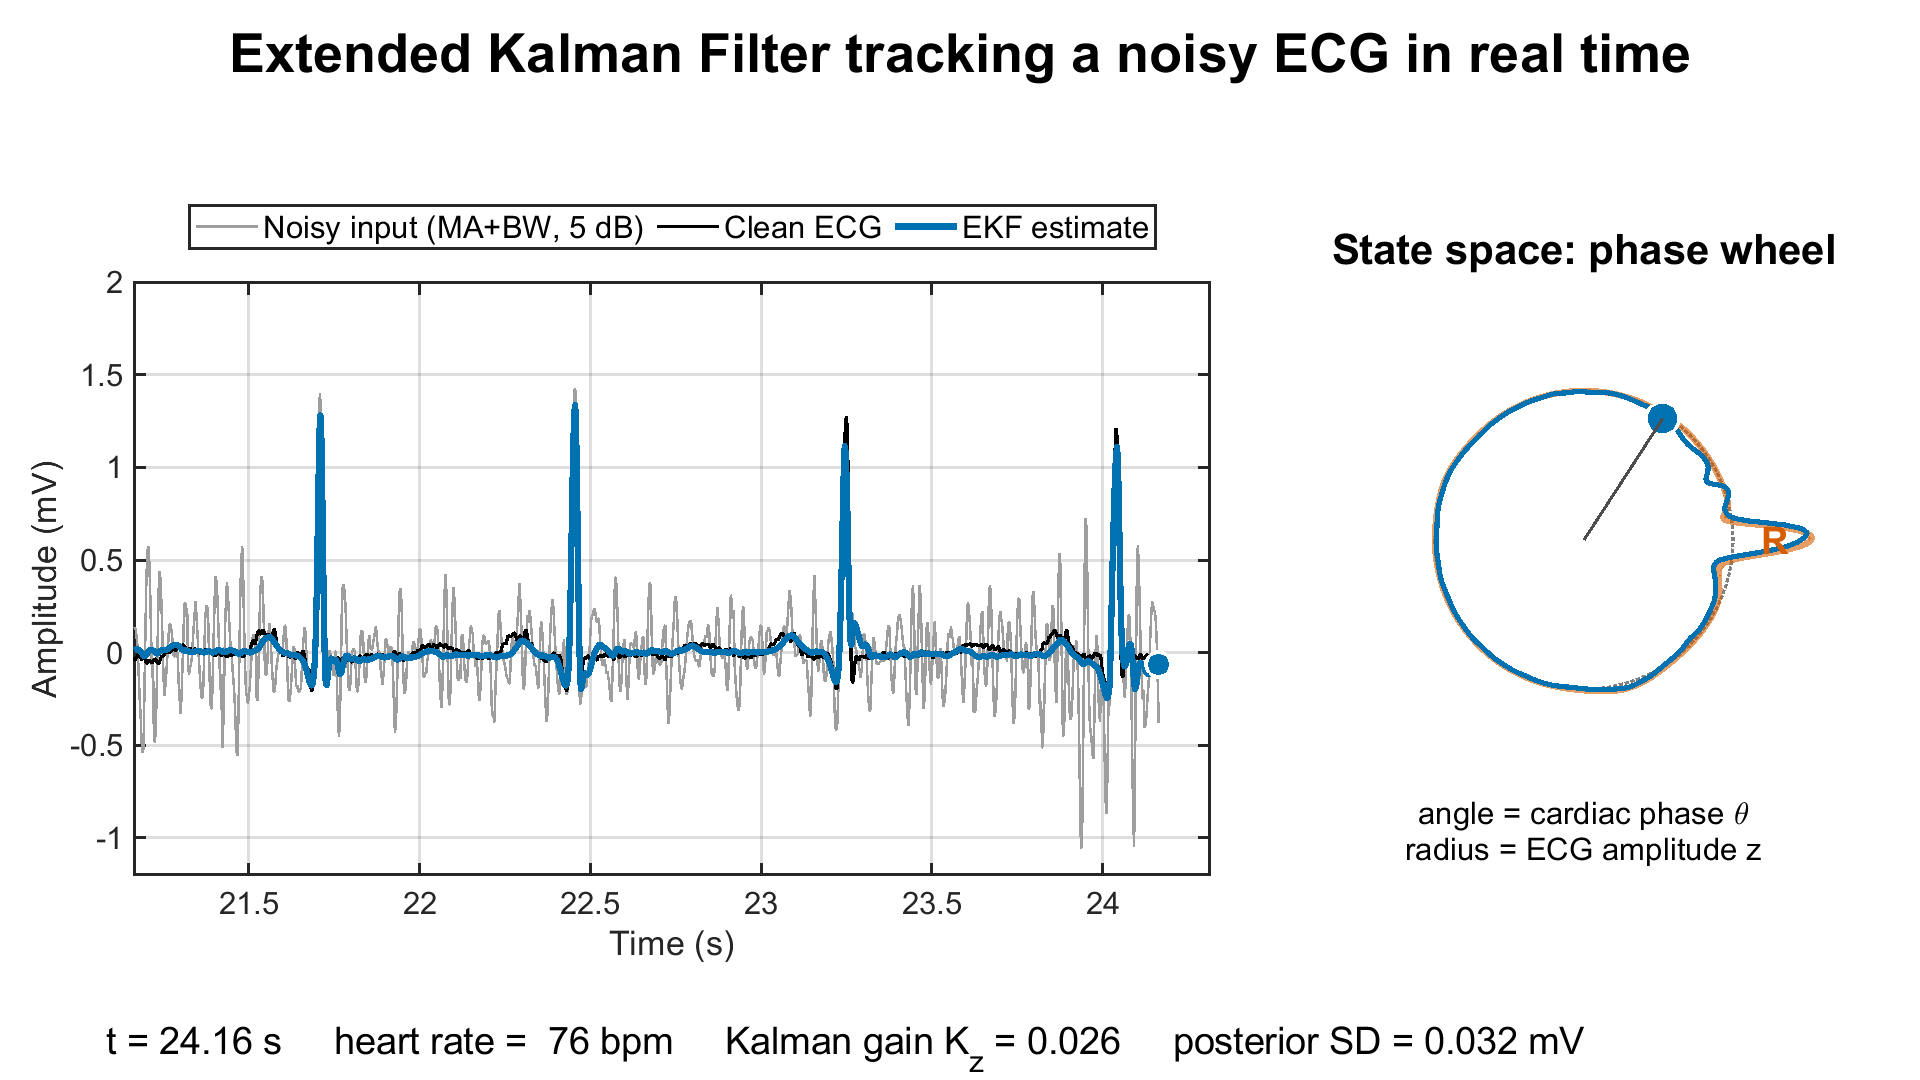 Extended Kalman Filter tracking a noisy ECG in real time
Noisy input (MA+BW, 5 dB) Clean ECG EKF estimate
State space: phase wheel
2
1.5
1
0.5
0
-0.5
-1
Amplitude (mV)
21.5 22 22.5 23 23.5 24
Time (s)
R
angle = cardiac phase θ
radius = ECG amplitude z
t = 24.16 s heart rate = 76 bpm Kalman gain K_z = 0.026 posterior SD = 0.032 mV